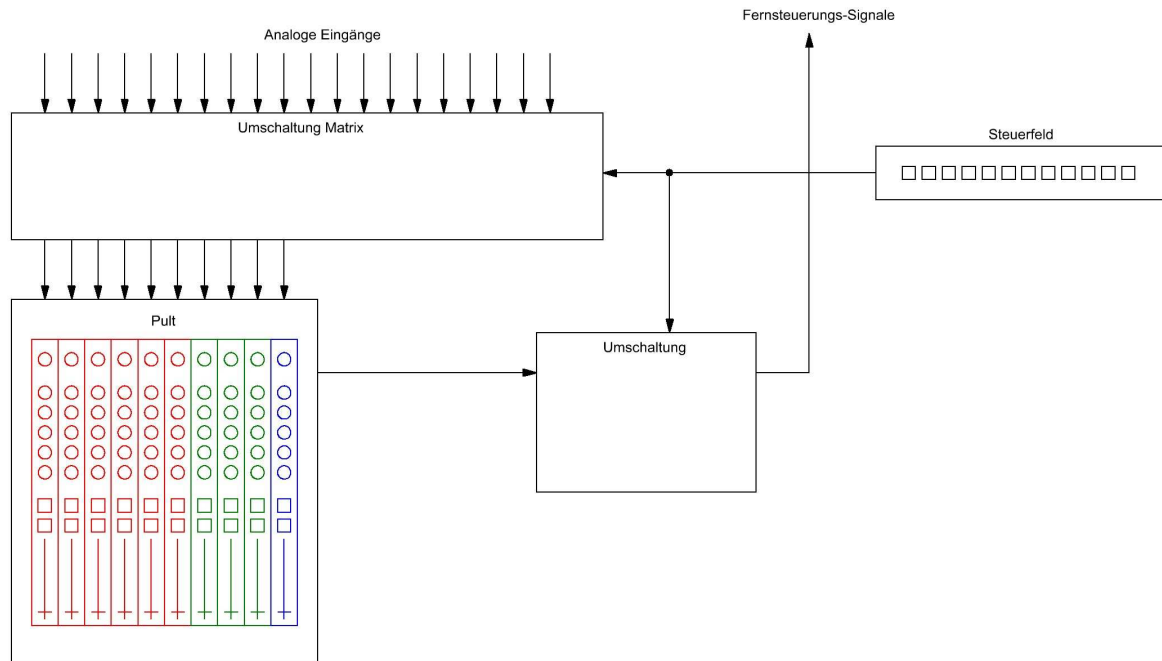 Fernsteuerungs-Signale
Analoge Eingänge
Umschaltung Matrix
Steuerfeld
Pult
Umschaltung